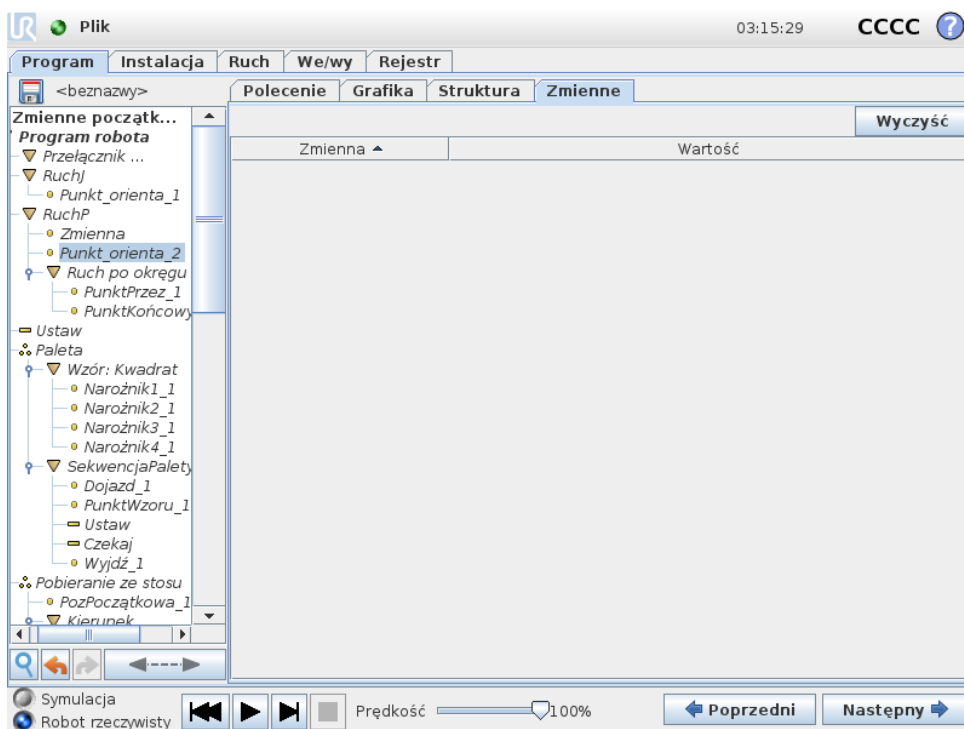 UR Plik 03:15:29 CCCC ?
Program Instalacja Ruch We/wy Rejestr
<beznazwy> Polecenie Grafika Struktura Zmienne
Wyczyść
Zmienna Wartość
Zmienne początk...
Program robota
Przełącznik ...
RuchJ
Punkt_orienta_1
RuchP
Zmienna
Punkt_orienta_2
Ruch po okręgu
PunktPrzez_1
PunktKońcowy
Ustaw
Paleta
Wzór: Kwadrat
Narożnik1_1
Narożnik2_1
Narożnik3_1
Narożnik4_1
SekwencjaPalety
Dojazd_1
PunktWzoru_1
Ustaw
Czekaj
Wyjdź_1
Pobieranie ze stosu
PozPoczątkowa_1
Kierunek
Symulacja
Robot rzeczywisty
Prędkość 100% Poprzedni Następny